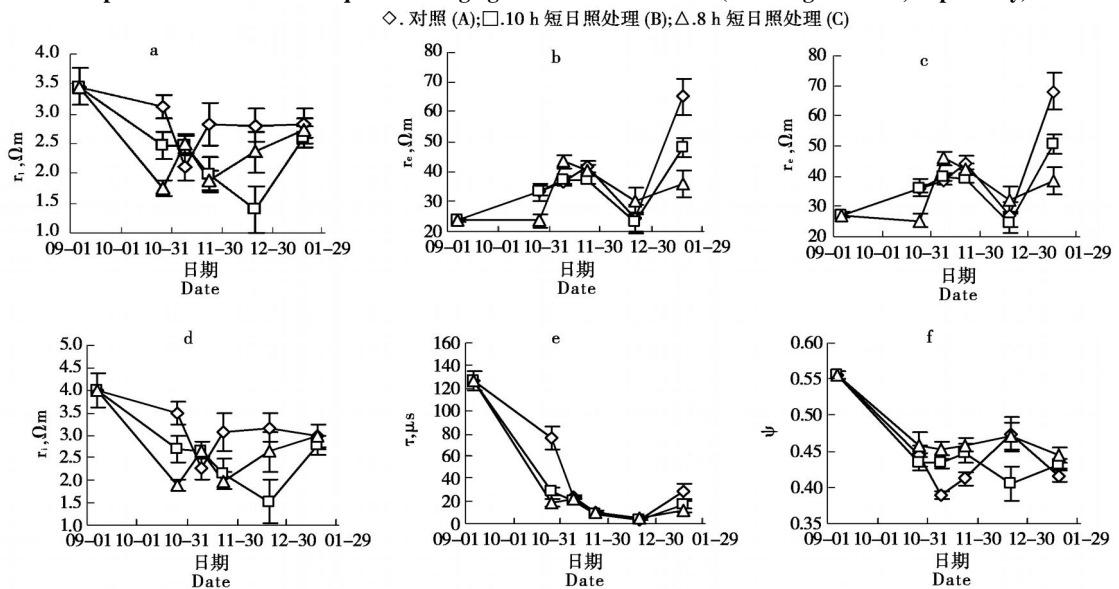 ◇. 对照 (A);□.10 h 短日照处理 (B);△.8 h 短日照处理 (C)
a
4.0
3.5
3.0
2.5
2.0
1.5
1.0
r₁,Ωm
09–01 10–01 10–31 11–30 12–30 01–29
日期
Date
b
80
70
60
50
40
30
20
rₑ,Ωm
09–01 10–01 10–31 11–30 12–30 01–29
日期
Date
c
80
70
60
50
40
30
20
rₑ,Ωm
09–01 10–01 10–31 11–30 12–30 01–29
日期
Date
d
5.0
4.5
4.0
3.5
3.0
2.5
2.0
1.5
1.0
rᵢ,Ωm
09–01 10–01 10–31 11–30 12–30 01–29
日期
Date
e
160
140
120
100
80
60
40
20
0
τ,μs
09–01 10–01 10–31 11–30 12–30 01–29
日期
Date
f
0.60
0.55
0.50
0.45
0.40
0.35
ψ
09–01 10–01 10–31 11–30 12–30 01–29
日期
Date